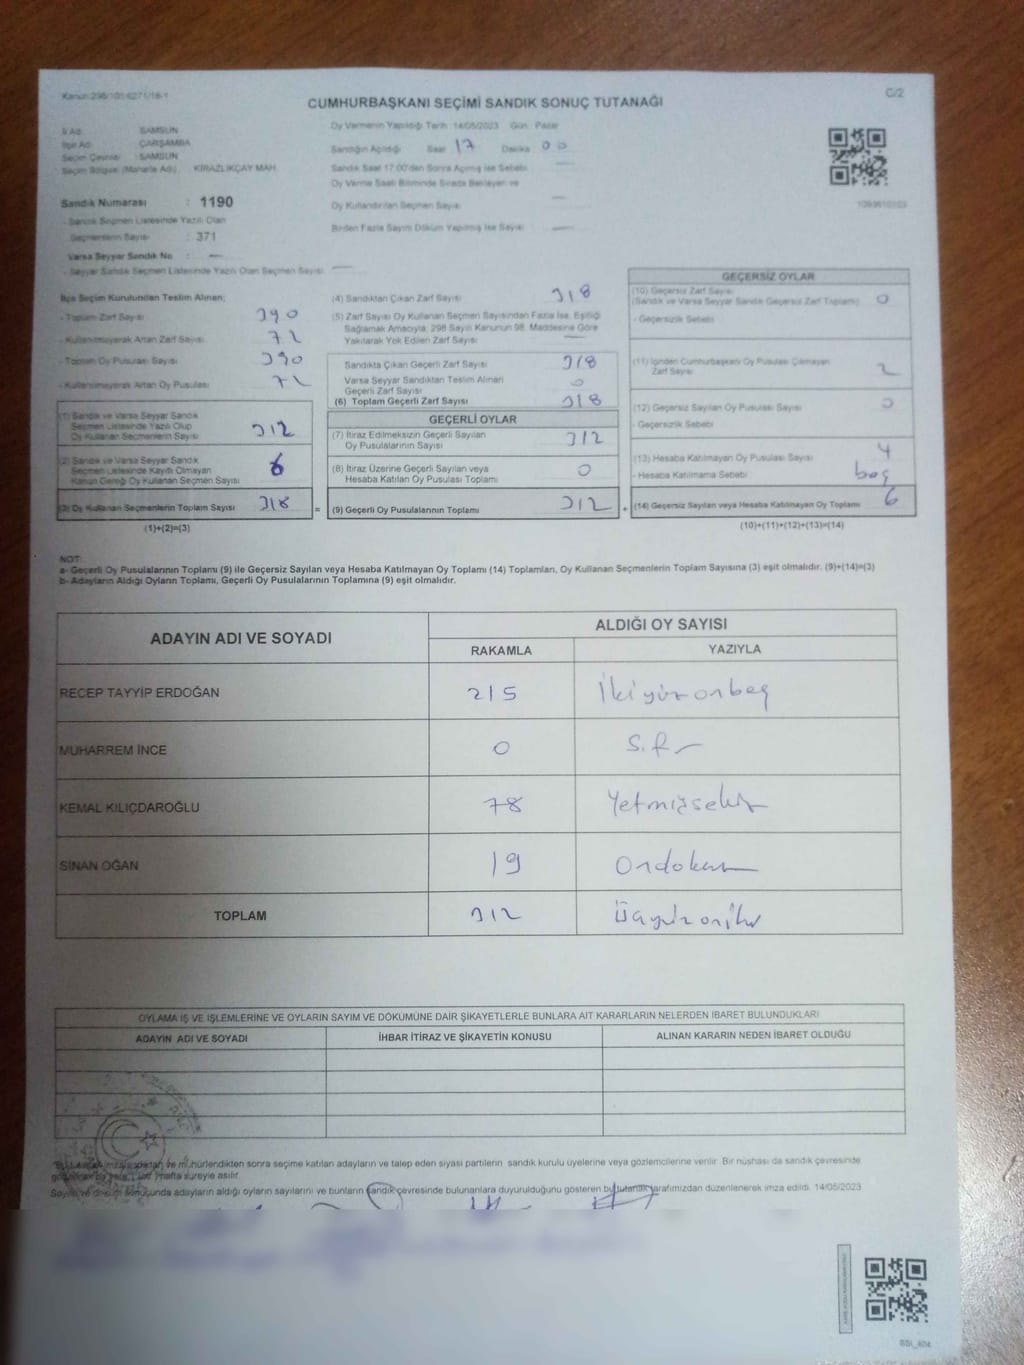 Kanun:298/101-6271/16-1
C/2
CUMHURBAŞKANI SEÇİMİ SANDIK SONUÇ TUTANAĞI
İl Adı : SAMSUN
İlçe Adı : ÇARŞAMBA
Seçim Çevresi : SAMSUN
Seçim Bölgesi (Mahalle Adı) : KIRAZLIKÇAY MAH.
Sandık Numarası : 1190
- Sandık Seçmen Listesinde Yazılı Olan
Seçmenlerin Sayısı : 371
Varsa Seyyar Sandık No : —
- Seyyar Sandık Seçmen Listesinde Yazılı Olan Seçmen Sayısı: —
Oy Vermenin Yapıldığı Tarih: 14/05/2023 Gün: Pazar
Sandığın Açıldığı Saat 17 Dakika 00
Sandık Saat 17.00'den Sonra Açılmış İse Sebebi —
Oy Verme Saati Bitiminde Sırada Bekleyen ve
Oy Kullandırılan Seçmen Sayısı —
Birden Fazla Sayım Döküm Yapılmış İse Sayısı —
İlçe Seçim Kurulundan Teslim Alınan;
- Toplam Zarf Sayısı 390
- Kullanılmayarak Artan Zarf Sayısı 72
- Toplam Oy Pusulası Sayısı 390
- Kullanılmayarak Artan Oy Pusulası 72
(1) Sandık ve Varsa Seyyar Sandık
Seçmen Listesinde Yazılı Olup
Oy Kullanan Seçmenlerin Sayısı 312
(2) Sandık ve Varsa Seyyar Sandık
Seçmen Listesinde Kayıtlı Olmayan
Kanun Gereği Oy Kullanan Seçmen Sayısı 6
(3) Oy Kullanan Seçmenlerin Toplam Sayısı 318 =
(1)+(2)=(3)
(4) Sandıktan Çıkan Zarf Sayısı 318
(5) Zarf Sayısı Oy Kullanan Seçmen Sayısından Fazla İse, Eşitliği
Sağlamak Amacıyla, 298 Sayılı Kanunun 98. Maddesine Göre
Yakılarak Yok Edilen Zarf Sayısı —
Sandıkta Çıkan Geçerli Zarf Sayısı 318
Varsa Seyyar Sandıktan Teslim Alınan
Geçerli Zarf Sayısı 0
(6) Toplam Geçerli Zarf Sayısı 318
GEÇERLİ OYLAR
(7) İtiraz Edilmeksizin Geçerli Sayılan
Oy Pusulalarının Sayısı 312
(8) İtiraz Üzerine Geçerli Sayılan veya
Hesaba Katılan Oy Pusulası Toplamı 0
(9) Geçerli Oy Pusulalarının Toplamı 312 +
GEÇERSİZ OYLAR
(10) Geçersiz Zarf Sayısı
(Sandık ve Varsa Seyyar Sandık Geçersiz Zarf Toplamı) 0
- Geçersizlik Sebebi
(11) İçinden Cumhurbaşkanı Oy Pusulası Çıkmayan
Zarf Sayısı 2
(12) Geçersiz Sayılan Oy Pusulası Sayısı 0
- Geçersizlik Sebebi
(13) Hesaba Katılmayan Oy Pusulası Sayısı 4
- Hesaba Katılmama Sebebi boş
(14) Geçersiz Sayılan veya Hesaba Katılmayan Oy Toplamı 6
(10)+(11)+(12)+(13)=(14)
NOT:
a- Geçerli Oy Pusulalarının Toplamı (9) ile Geçersiz Sayılan veya Hesaba Katılmayan Oy Toplamı (14) Toplamları, Oy Kullanan Seçmenlerin Toplam Sayısına (3) eşit olmalıdır. (9)+(14)=(3)
b- Adayların Aldığı Oyların Toplamı, Geçerli Oy Pusulalarının Toplamına (9) eşit olmalıdır.
ADAYIN ADI VE SOYADI ALDIĞI OY SAYISI
RAKAMLA YAZIYLA
RECEP TAYYİP ERDOĞAN 215 İkiyüzonbeş
MUHARREM İNCE 0 Sıfır
KEMAL KILIÇDAROĞLU 78 Yetmişsekiz
SİNAN OĞAN 19 Ondokuz
TOPLAM 312 Üçyüzoniki
OYLAMA İŞ VE İŞLEMLERİNE VE OYLARIN SAYIM VE DÖKÜMÜNE DAİR ŞİKAYETLERLE BUNLARA AİT KARARLARIN NELERDEN İBARET BULUNDUKLARI
ADAYIN ADI VE SOYADI İHBAR İTİRAZ VE ŞİKAYETİN KONUSU ALINAN KARARIN NEDEN İBARET OLDUĞU
ve mühürlendikten sonra seçime katılan adayların ve talep eden siyasi partilerin sandık kurulu üyelerine veya gözlemcilerine verilir. Bir nüshası da sandık çevresinde
hafta süreyle asılır.
sonucunda adayların aldığı oyların sayılarını ve bunların sandık çevresinde bulunanlara duyurulduğunu gösteren bu tutanak tarafımızdan düzenlenerek imza edildi. 14/05/2023